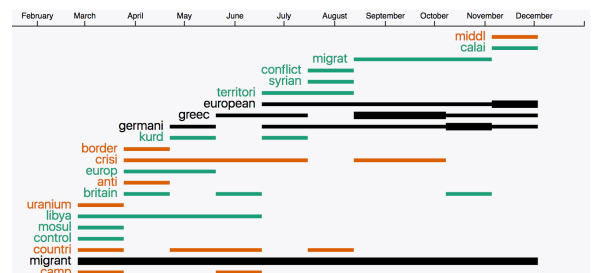 February March April May June July August September October November December
middl
calai
migrat
conflict
syrian
territori
european
greec
germani
kurd
border
crisi
europ
anti
britain
uranium
libya
mosul
control
countri
migrant
camp